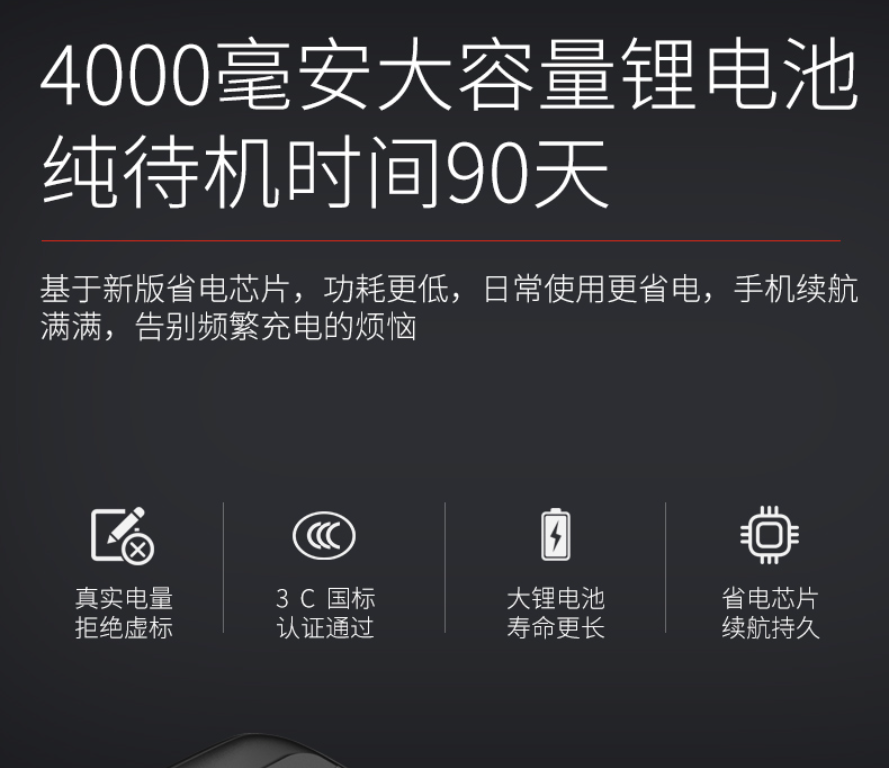 4000毫安大容量锂电池
纯待机时间90天
基于新版省电芯片，功耗更低，日常使用更省电，手机续航
满满，告别频繁充电的烦恼
真实电量
拒绝虚标
3 C 国标
认证通过
大锂电池
寿命更长
省电芯片
续航持久